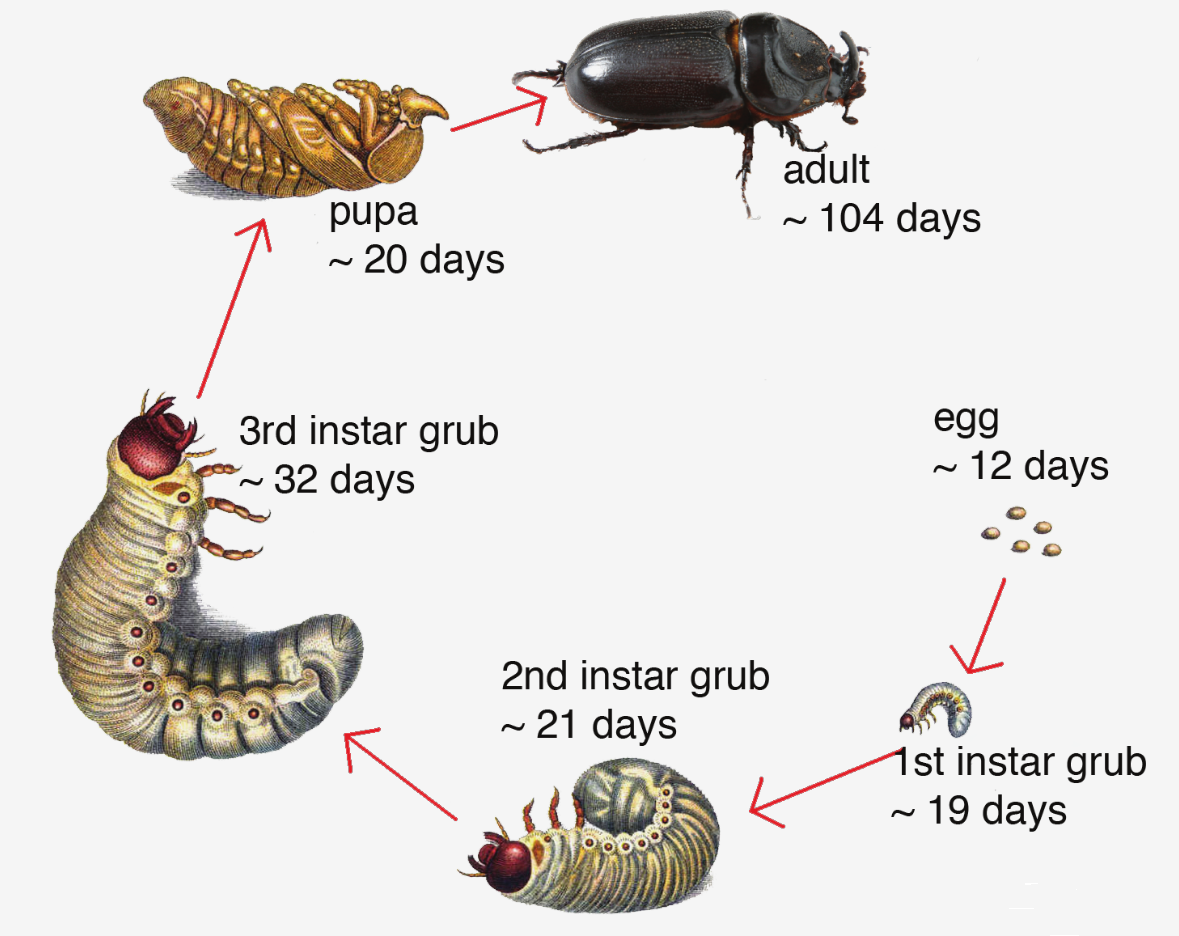 adult
~ 104 days
pupa
~ 20 days
3rd instar grub
~ 32 days
egg
~ 12 days
2nd instar grub
~ 21 days
1st instar grub
~ 19 days